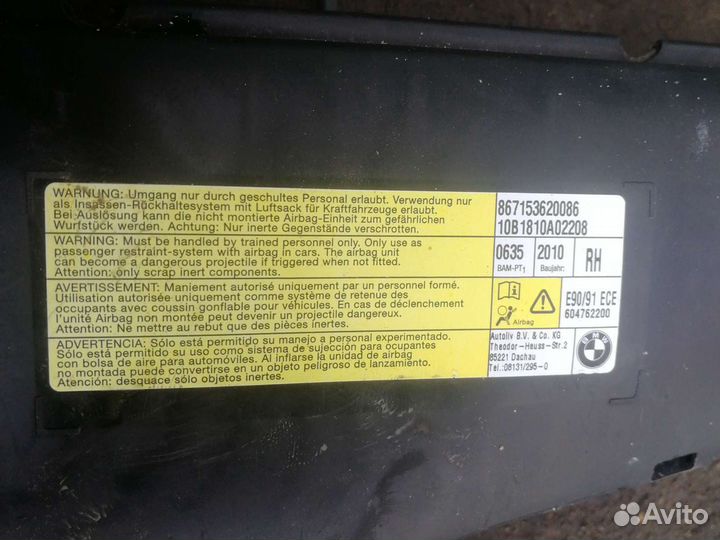 WARNUNG: Umgang nur durch geschultes Personal erlaubt. Verwendung nur
als Insassen-Rückhaltesystem mit Luftsack für Kraftfahrzeuge erlaubt.
Bei Auslösung kann die nicht montierte Airbag-Einheit zum gefährlichen
Wurfstück werden. Achtung: Nur inerte Gegenstände verschrotten.
WARNING: Must be handled by trained personnel only. Only use as
passenger restraint-system with airbag in cars. The airbag unit
can become a dangerous projectile if triggered when not fitted.
Attention: only scrap inert components.
AVERTISSEMENT: Maniement autorisé uniquement par un personnel formé.
Utilisation autorisée uniquement comme système de retenue des
occupants avec coussin gonflable pour véhicules. En cas de déclenchement
l'unité Airbag non montée peut devenir un projectile dangereux.
Attention: Ne mettre au rebut que des pièces inertes.
ADVERTENCIA: Sólo está permitido su manejo a personal experimentado.
Sólo está permitido su uso como sistema de sujeción para ocupantes
con bolsa de aire para automóviles. Al inflarse la unidad de airbag
no montada puede convertirse en un objeto peligroso de lanzamiento.
Atención: desguace sólo objetos inertes.
867153620086
10B1810A02208
0635 2010 RH
BAM-PT1 Baujahr:
Airbag
E90/91 ECE
604762200
Autoliv B.V. & Co. KG
Theodor-Heuss-Str.2
85221 Dachau
Tel.:08131/295-0
BMW
Avito